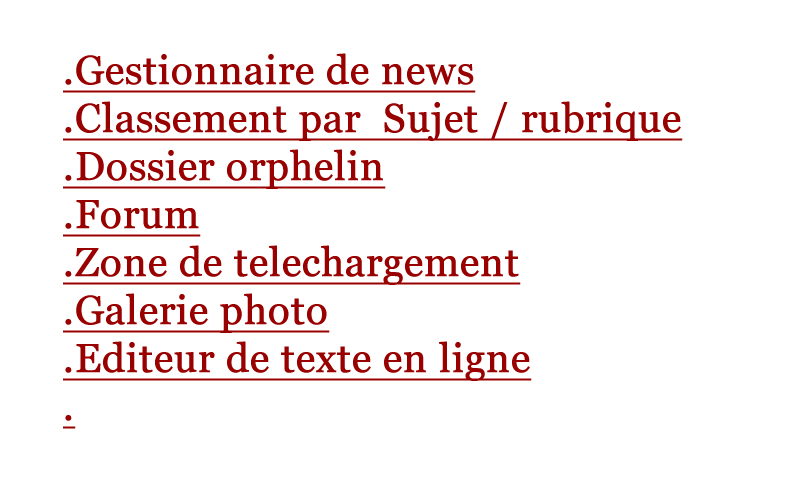 .Gestionnaire de news
.Classement par  Sujet / rubrique
.Dossier orphelin
.Forum
.Zone de telechargement
.Galerie photo
.Editeur de texte en ligne
.